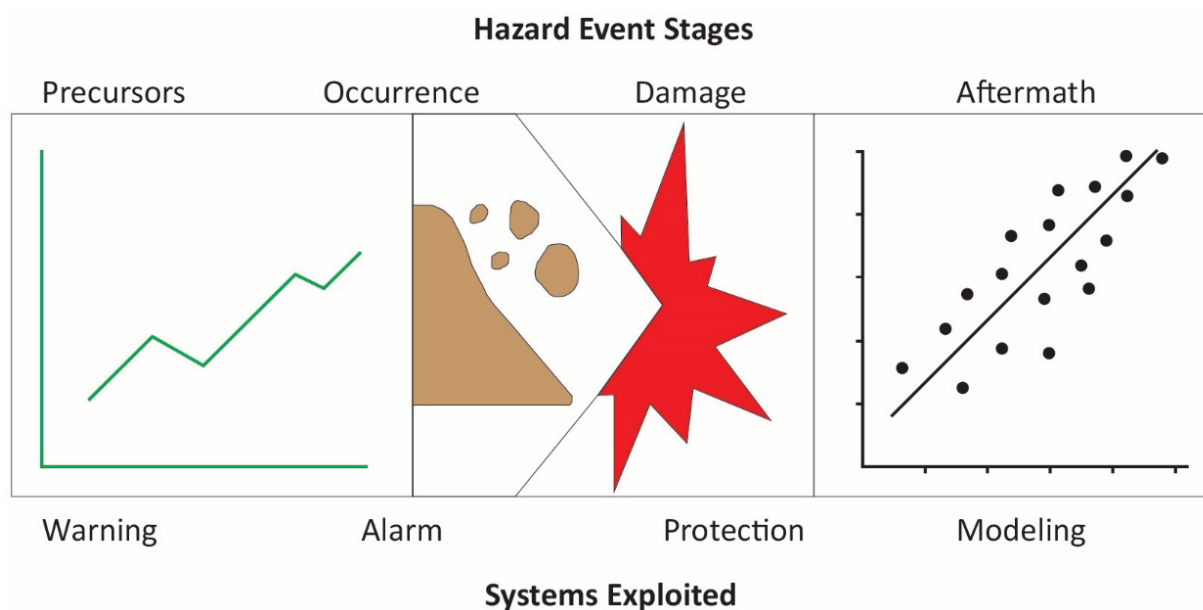 Hazard Event Stages
Precursors Occurrence Damage Aftermath
Warning Alarm Protection Modeling
Systems Exploited